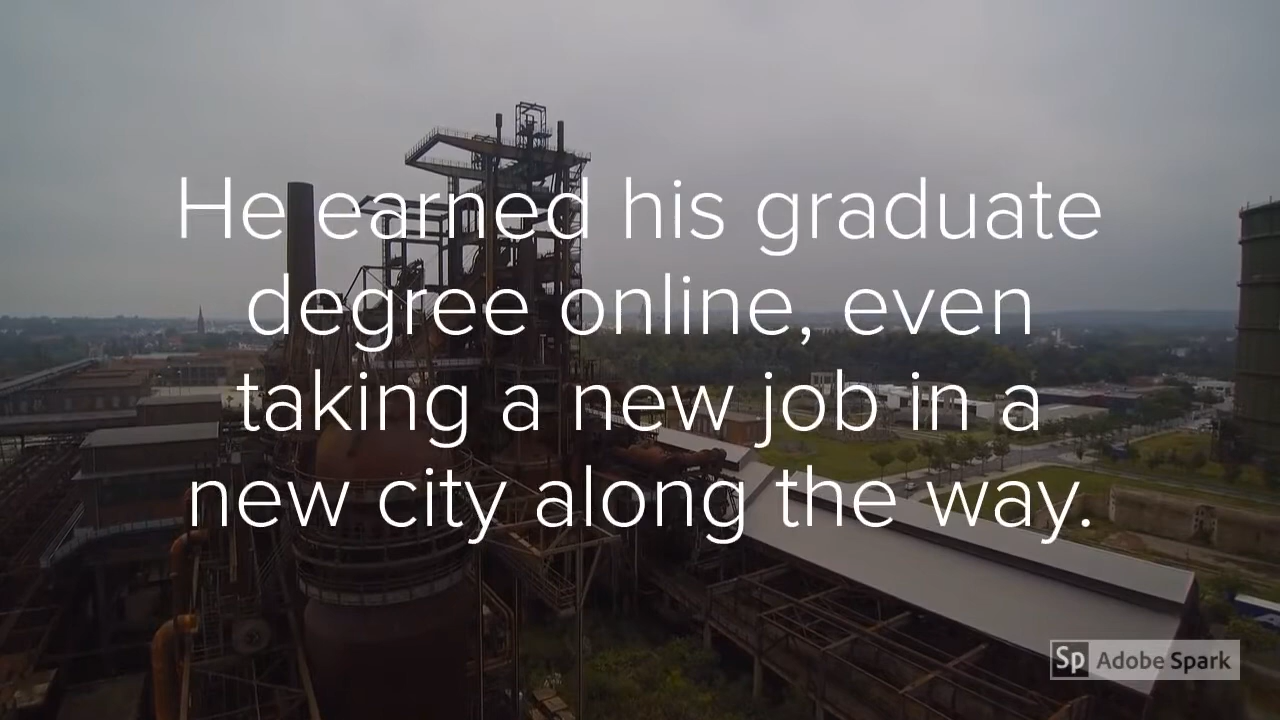 He earned his graduate
degree online, even
taking a new job in a
new city along the way.
Sp Adobe Spark